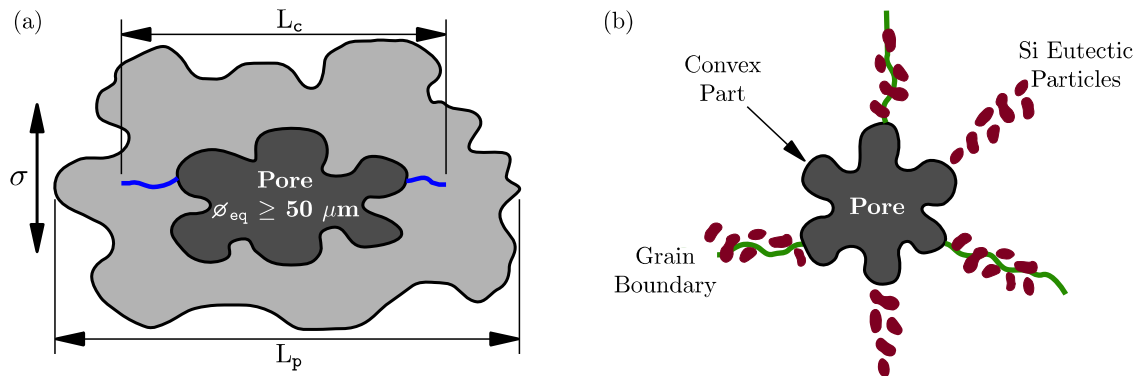 (a)
L_c
σ
Pore
⌀_eq ≥ 50 μm
L_p
(b)
Convex
Part
Si Eutectic
Particles
Pore
Grain
Boundary